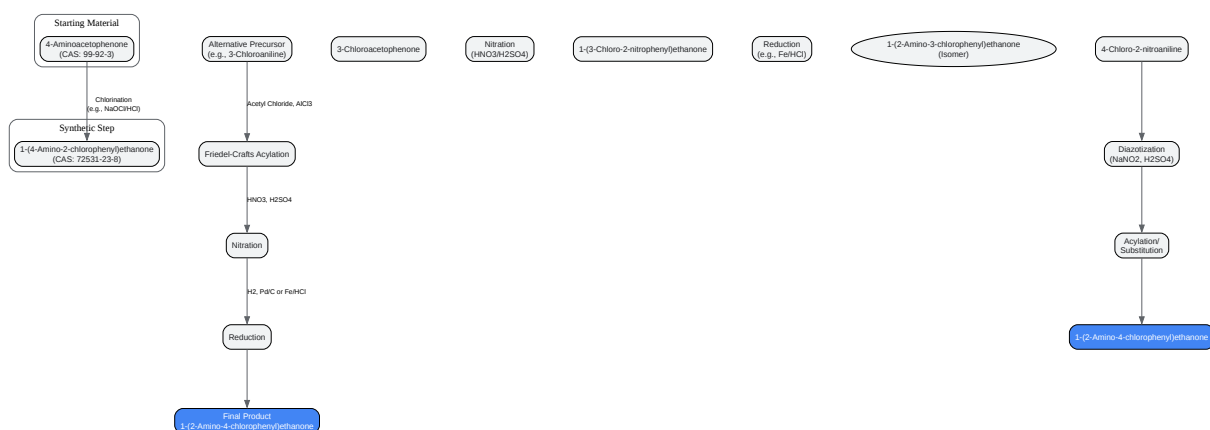 Starting Material
4-Aminoacetophenone
(CAS: 99-92-3)
Chlorination
(e.g., NaOCl/HCl)
Synthetic Step
1-(4-Amino-2-chlorophenyl)ethanone
(CAS: 72531-23-8)
Alternative Precursor
(e.g., 3-Chloroaniline)
Acetyl Chloride, AlCl3
Friedel-Crafts Acylation
HNO3, H2SO4
Nitration
H2, Pd/C or Fe/HCl
Reduction
Final Product
1-(2-Amino-4-chlorophenyl)ethanone
3-Chloroacetophenone
Nitration
(HNO3/H2SO4)
1-(3-Chloro-2-nitrophenyl)ethanone
Reduction
(e.g., Fe/HCl)
1-(2-Amino-3-chlorophenyl)ethanone
(Isomer)
4-Chloro-2-nitroaniline
Diazotization
(NaNO2, H2SO4)
Acylation/
Substitution
1-(2-Amino-4-chlorophenyl)ethanone